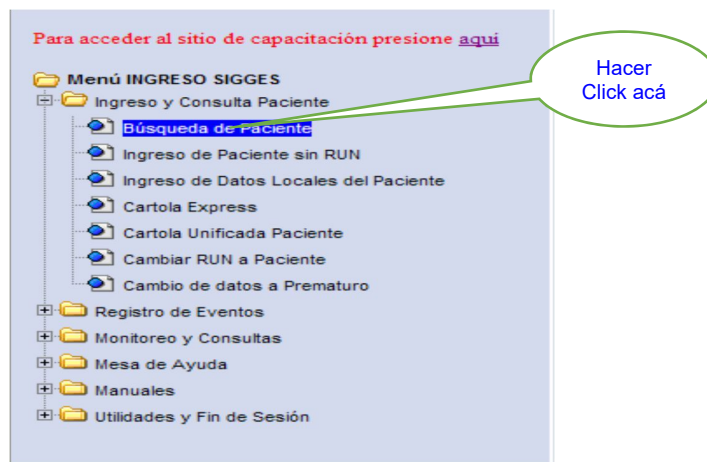 Para acceder al sitio de capacitación presione aqui
Menú INGRESO SIGGES
Ingreso y Consulta Paciente
Búsqueda de Paciente
Ingreso de Paciente sin RUN
Ingreso de Datos Locales del Paciente
Cartola Express
Cartola Unificada Paciente
Cambiar RUN a Paciente
Cambio de datos a Prematuro
Registro de Eventos
Monitoreo y Consultas
Mesa de Ayuda
Manuales
Utilidades y Fin de Sesión
Hacer
Click acá